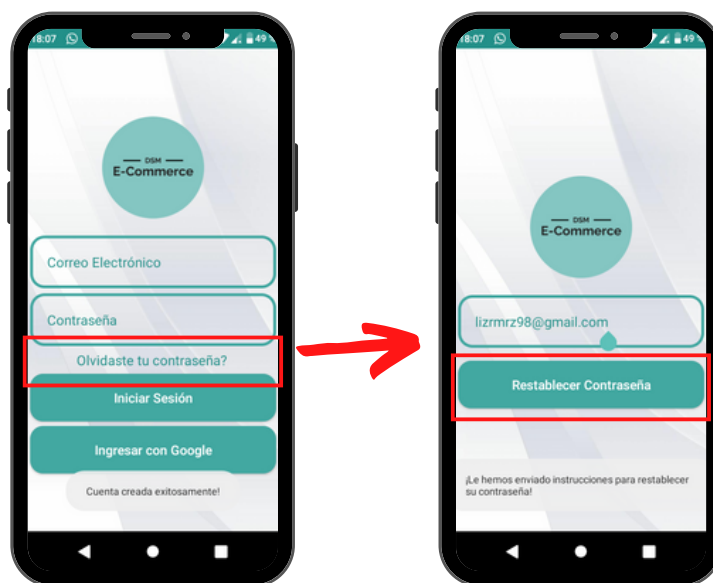 18:07
49
DSM
E-Commerce
Correo Electrónico
Contraseña
Olvidaste tu contraseña?
Iniciar Sesión
Ingresar con Google
Cuenta creada exitosamente!
8:07
49
DSM
E-Commerce
lizrmrz98@gmail.com
Restablecer Contraseña
¡Le hemos enviado instrucciones para restablecer
su contraseña!